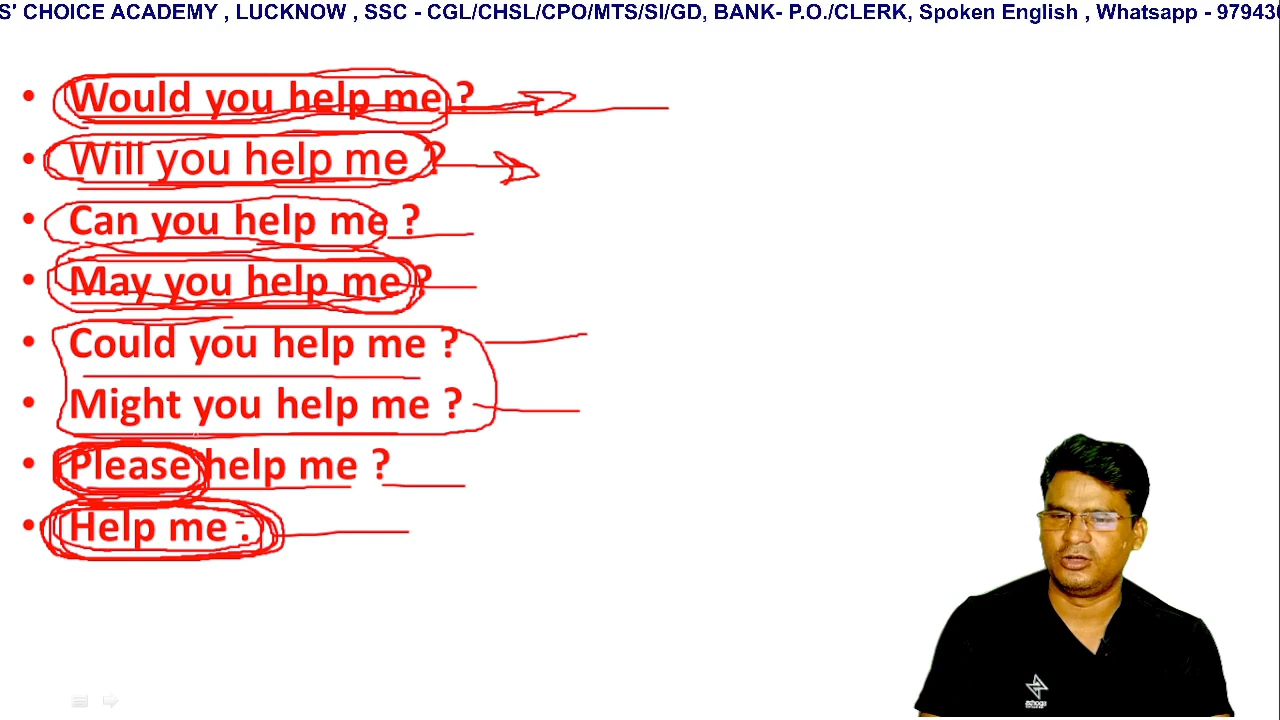 S' CHOICE ACADEMY , LUCKNOW , SSC - CGL/CHSL/CPO/MTS/SI/GD, BANK- P.O./CLERK, Spoken English , Whatsapp - 97943
• Would you help me ?
• Will you help me ?
• Can you help me ?
• May you help me ?
• Could you help me ?
• Might you help me ?
• Please help me ?
• Help me .